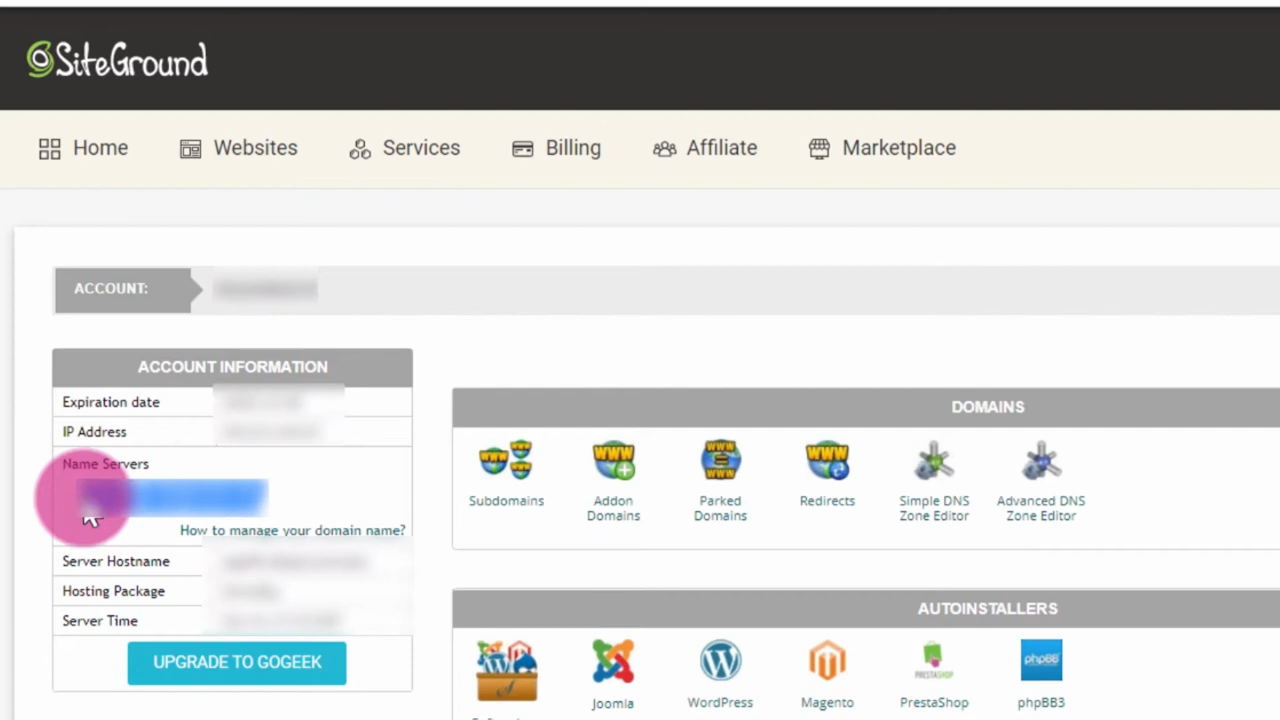 SiteGround
Home Websites Services Billing Affiliate Marketplace
ACCOUNT:
ACCOUNT INFORMATION
Expiration date
IP Address
Name Servers
How to manage your domain name?
Server Hostname
Hosting Package
Server Time
UPGRADE TO GOGEEK
DOMAINS
Subdomains
Addon
Domains
Parked
Domains
Redirects
Simple DNS
Zone Editor
Advanced DNS
Zone Editor
AUTOINSTALLERS
Joomla
WordPress
Magento
PRESTASHOP
PrestaShop
phpBB
phpBB3